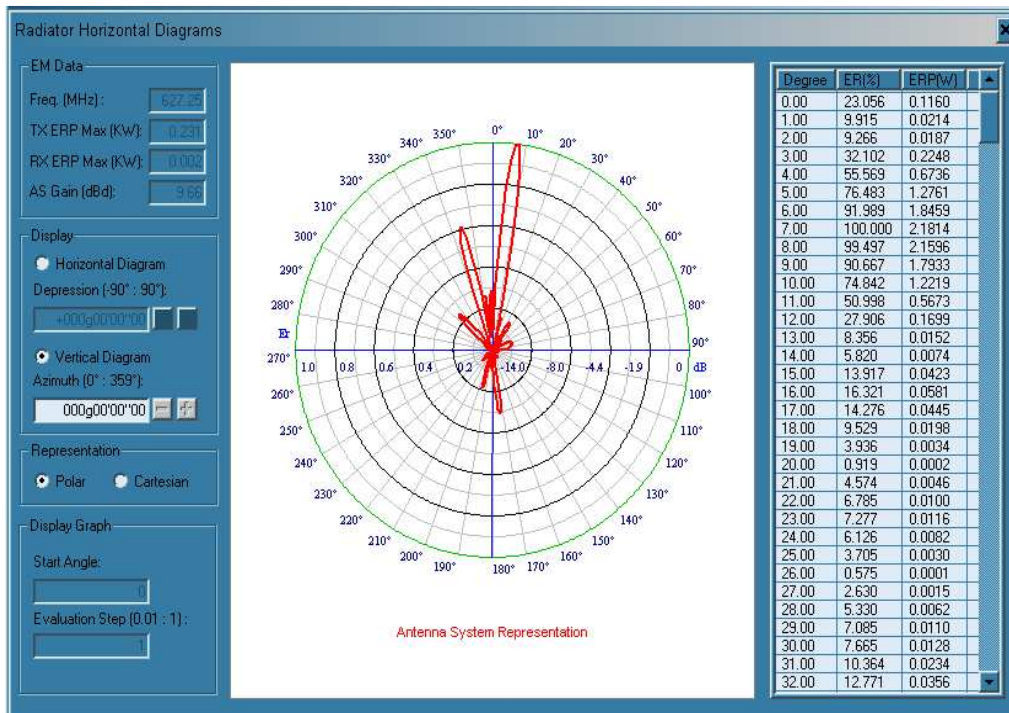 Radiator Horizontal Diagrams
EM Data
Freq. (MHz) : 627.25
TX ERP Max (KW): 0.231
RX ERP Max (KW): 0.002
AS Gain (dBd) 9.66
Display
Horizontal Diagram
Depression (-90° : 90°):
+000g00'00''00
Vertical Diagram
Azimuth (0° : 359°):
000g00'00''00
Representation
Polar Cartesian
Display Graph
Start Angle:
0
Evaluation Step (0.01 : 1) :
1
0°
350° 10°
340° 20°
330° 30°
320° 40°
310° 50°
300° 60°
290° 70°
280° 80°
Er
270° 90°
1.0 0.8 0.4 0.2 -14.0 -8.0 -4.4 -1.9 0 dB
260° 100°
250° 110°
240° 120°
230° 130°
220° 140°
210° 150°
200° 160°
190° 170°
180°
Antenna System Representation
Degree ER(%) ERP(W)
0.00 23.056 0.1160
1.00 9.915 0.0214
2.00 9.266 0.0187
3.00 32.102 0.2248
4.00 55.569 0.6736
5.00 76.483 1.2761
6.00 91.989 1.8459
7.00 100.000 2.1814
8.00 99.497 2.1596
9.00 90.667 1.7933
10.00 74.842 1.2219
11.00 50.998 0.5673
12.00 27.906 0.1699
13.00 8.356 0.0152
14.00 5.820 0.0074
15.00 13.917 0.0423
16.00 16.321 0.0581
17.00 14.276 0.0445
18.00 9.529 0.0198
19.00 3.936 0.0034
20.00 0.919 0.0002
21.00 4.574 0.0046
22.00 6.785 0.0100
23.00 7.277 0.0116
24.00 6.126 0.0082
25.00 3.705 0.0030
26.00 0.575 0.0001
27.00 2.630 0.0015
28.00 5.330 0.0062
29.00 7.085 0.0110
30.00 7.665 0.0128
31.00 10.364 0.0234
32.00 12.771 0.0356